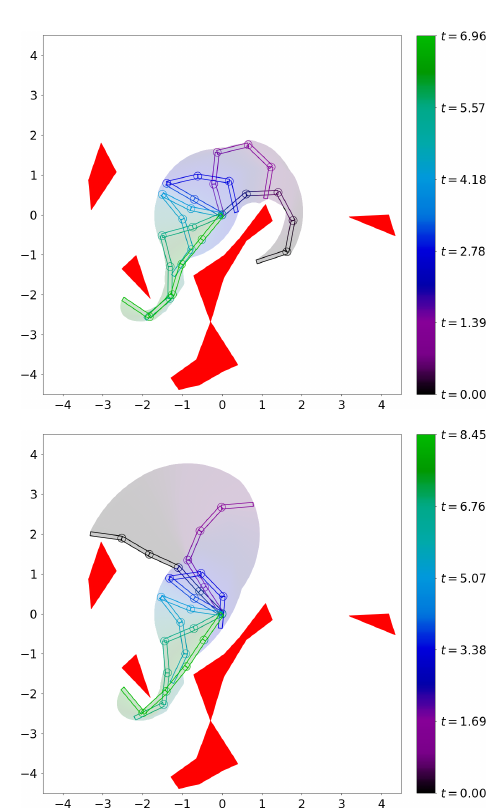 4
3
2
1
0
−1
−2
−3
−4
−4 −3 −2 −1 0 1 2 3 4
t = 6.96
t = 5.57
t = 4.18
t = 2.78
t = 1.39
t = 0.00
4
3
2
1
0
−1
−2
−3
−4
−4 −3 −2 −1 0 1 2 3 4
t = 8.45
t = 6.76
t = 5.07
t = 3.38
t = 1.69
t = 0.00